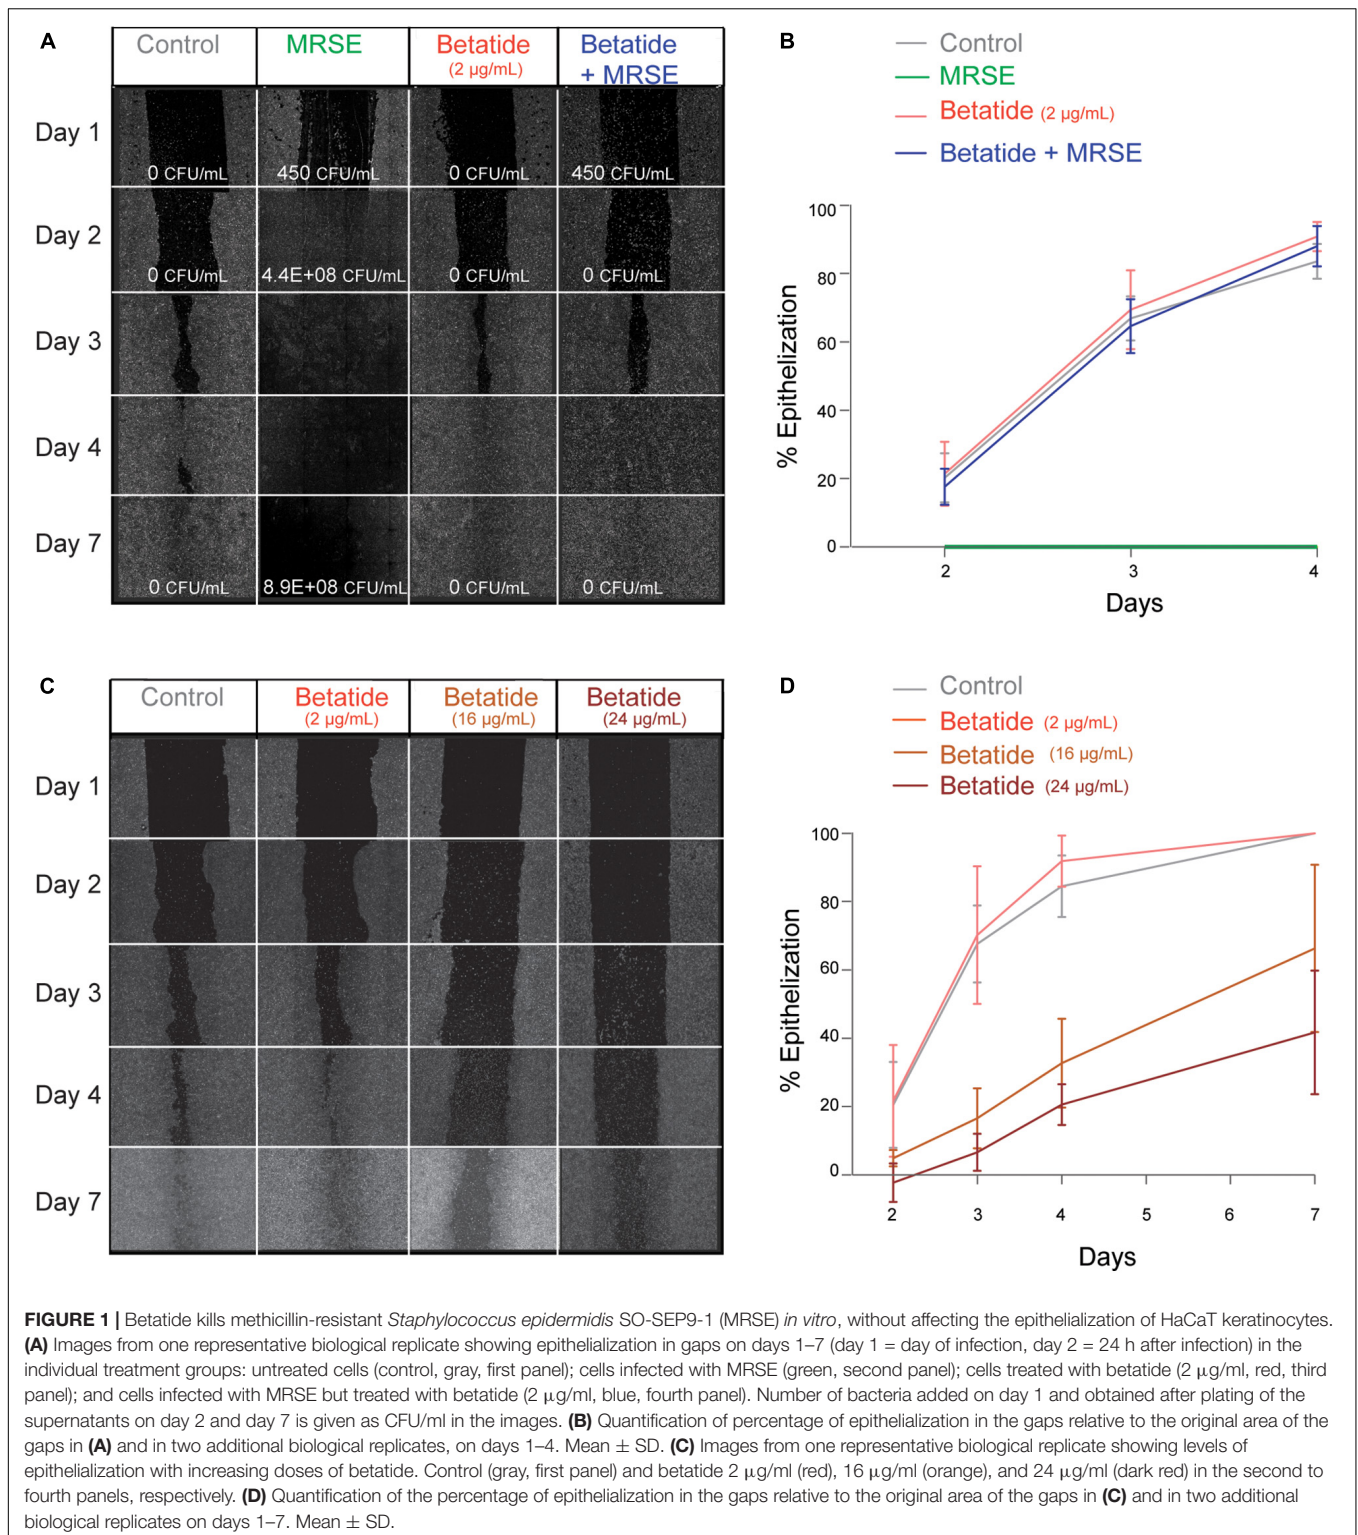 A
Control
MRSE
Betatide
(2 µg/mL)
Betatide
+ MRSE
Day 1
0 CFU/mL
450 CFU/mL
0 CFU/mL
450 CFU/mL
Day 2
0 CFU/mL
4.4E+08 CFU/mL
0 CFU/mL
0 CFU/mL
Day 3
Day 4
Day 7
0 CFU/mL
8.9E+08 CFU/mL
0 CFU/mL
0 CFU/mL
B
Control
MRSE
Betatide (2 µg/mL)
Betatide + MRSE
% Epithelization
100
80
60
40
20
0
2
3
4
Days
C
Control
Betatide
(2 µg/mL)
Betatide
(16 µg/mL)
Betatide
(24 µg/mL)
Day 1
Day 2
Day 3
Day 4
Day 7
D
Control
Betatide (2 µg/mL)
Betatide (16 µg/mL)
Betatide (24 µg/mL)
% Epithelization
100
80
60
40
20
0
2
3
4
5
6
7
Days
FIGURE 1 | Betatide kills methicillin-resistant Staphylococcus epidermidis SO-SEP9-1 (MRSE) in vitro, without affecting the epithelialization of HaCaT keratinocytes.
(A) Images from one representative biological replicate showing epithelialization in gaps on days 1–7 (day 1 = day of infection, day 2 = 24 h after infection) in the
individual treatment groups: untreated cells (control, gray, first panel); cells infected with MRSE (green, second panel); cells treated with betatide (2 µg/ml, red, third
panel); and cells infected with MRSE but treated with betatide (2 µg/ml, blue, fourth panel). Number of bacteria added on day 1 and obtained after plating of the
supernatants on day 2 and day 7 is given as CFU/ml in the images. (B) Quantification of percentage of epithelialization in the gaps relative to the original area of the
gaps in (A) and in two additional biological replicates, on days 1–4. Mean ± SD. (C) Images from one representative biological replicate showing levels of
epithelialization with increasing doses of betatide. Control (gray, first panel) and betatide 2 µg/ml (red), 16 µg/ml (orange), and 24 µg/ml (dark red) in the second to
fourth panels, respectively. (D) Quantification of the percentage of epithelialization in the gaps relative to the original area of the gaps in (C) and in two additional
biological replicates on days 1–7. Mean ± SD.